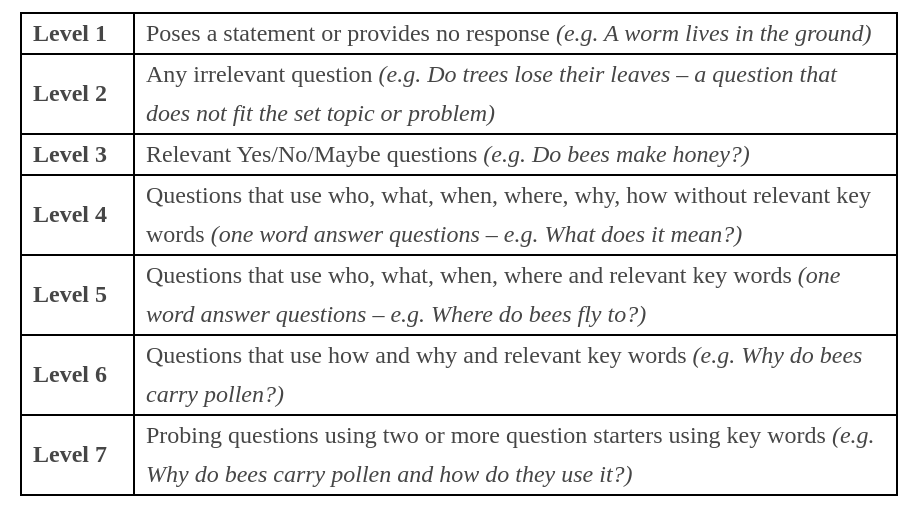 Level 1 Poses a statement or provides no response (e.g. A worm lives in the ground)
Level 2 Any irrelevant question (e.g. Do trees lose their leaves – a question that
does not fit the set topic or problem)
Level 3 Relevant Yes/No/Maybe questions (e.g. Do bees make honey?)
Level 4 Questions that use who, what, when, where, why, how without relevant key
words (one word answer questions – e.g. What does it mean?)
Level 5 Questions that use who, what, when, where and relevant key words (one
word answer questions – e.g. Where do bees fly to?)
Level 6 Questions that use how and why and relevant key words (e.g. Why do bees
carry pollen?)
Level 7 Probing questions using two or more question starters using key words (e.g.
Why do bees carry pollen and how do they use it?)